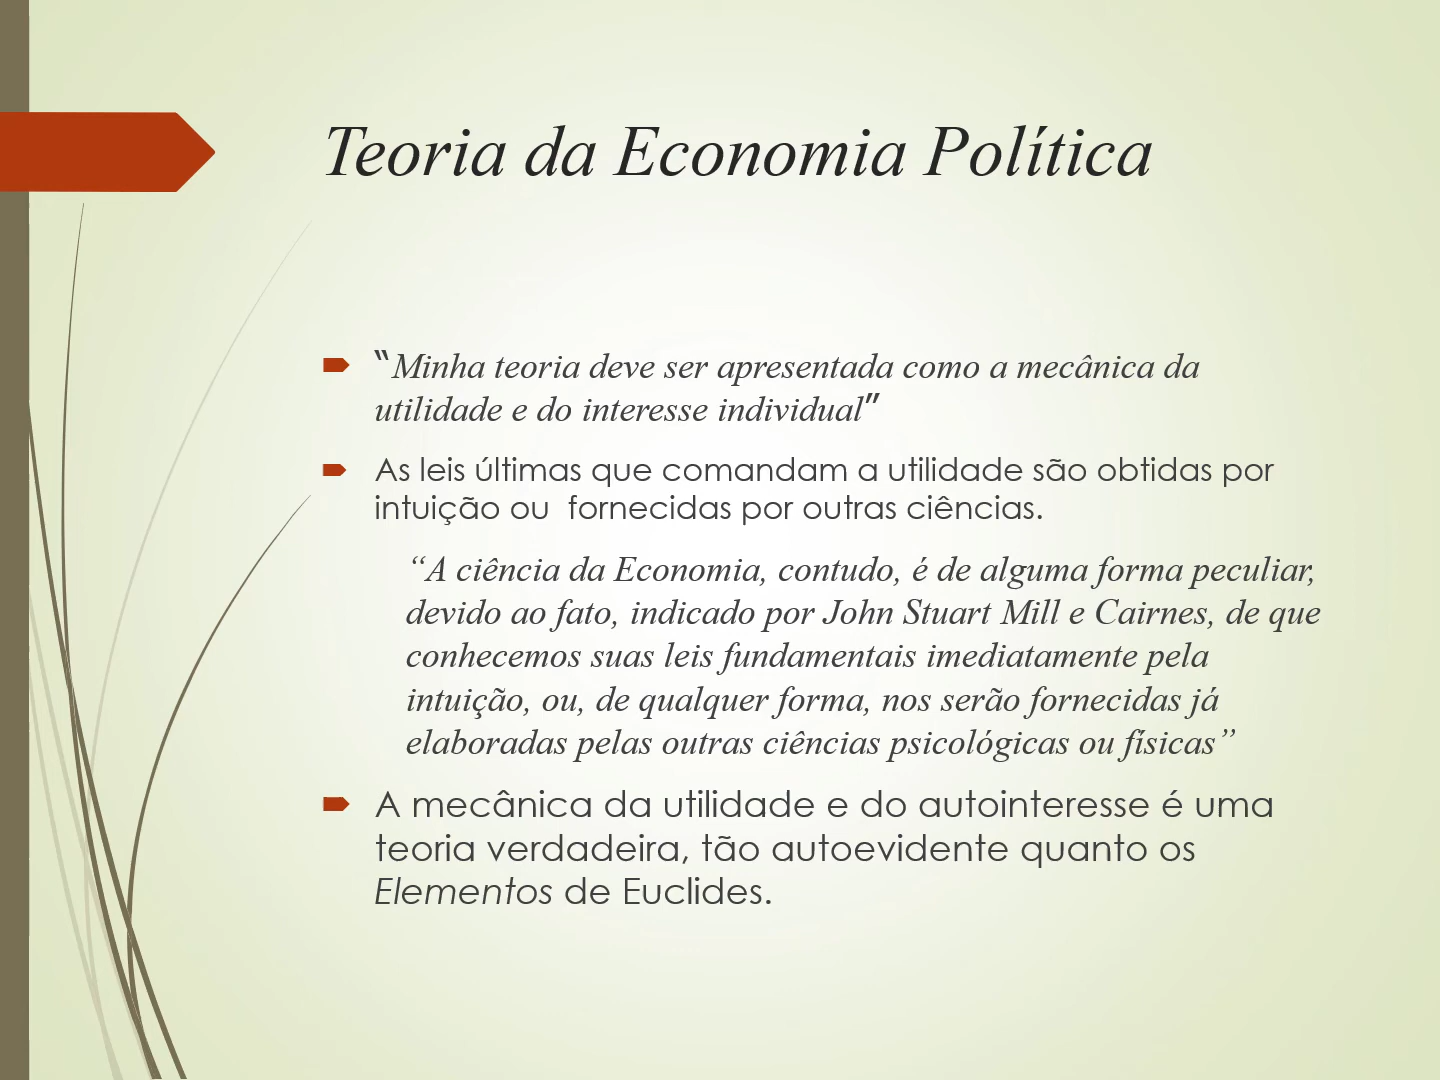 Teoria da Economia Política
“Minha teoria deve ser apresentada como a mecânica da
utilidade e do interesse individual”
As leis últimas que comandam a utilidade são obtidas por
intuição ou  fornecidas por outras ciências.
“A ciência da Economia, contudo, é de alguma forma peculiar,
devido ao fato, indicado por John Stuart Mill e Cairnes, de que
conhecemos suas leis fundamentais imediatamente pela
intuição, ou, de qualquer forma, nos serão fornecidas já
elaboradas pelas outras ciências psicológicas ou físicas”
A mecânica da utilidade e do autointeresse é uma
teoria verdadeira, tão autoevidente quanto os
Elementos de Euclides.